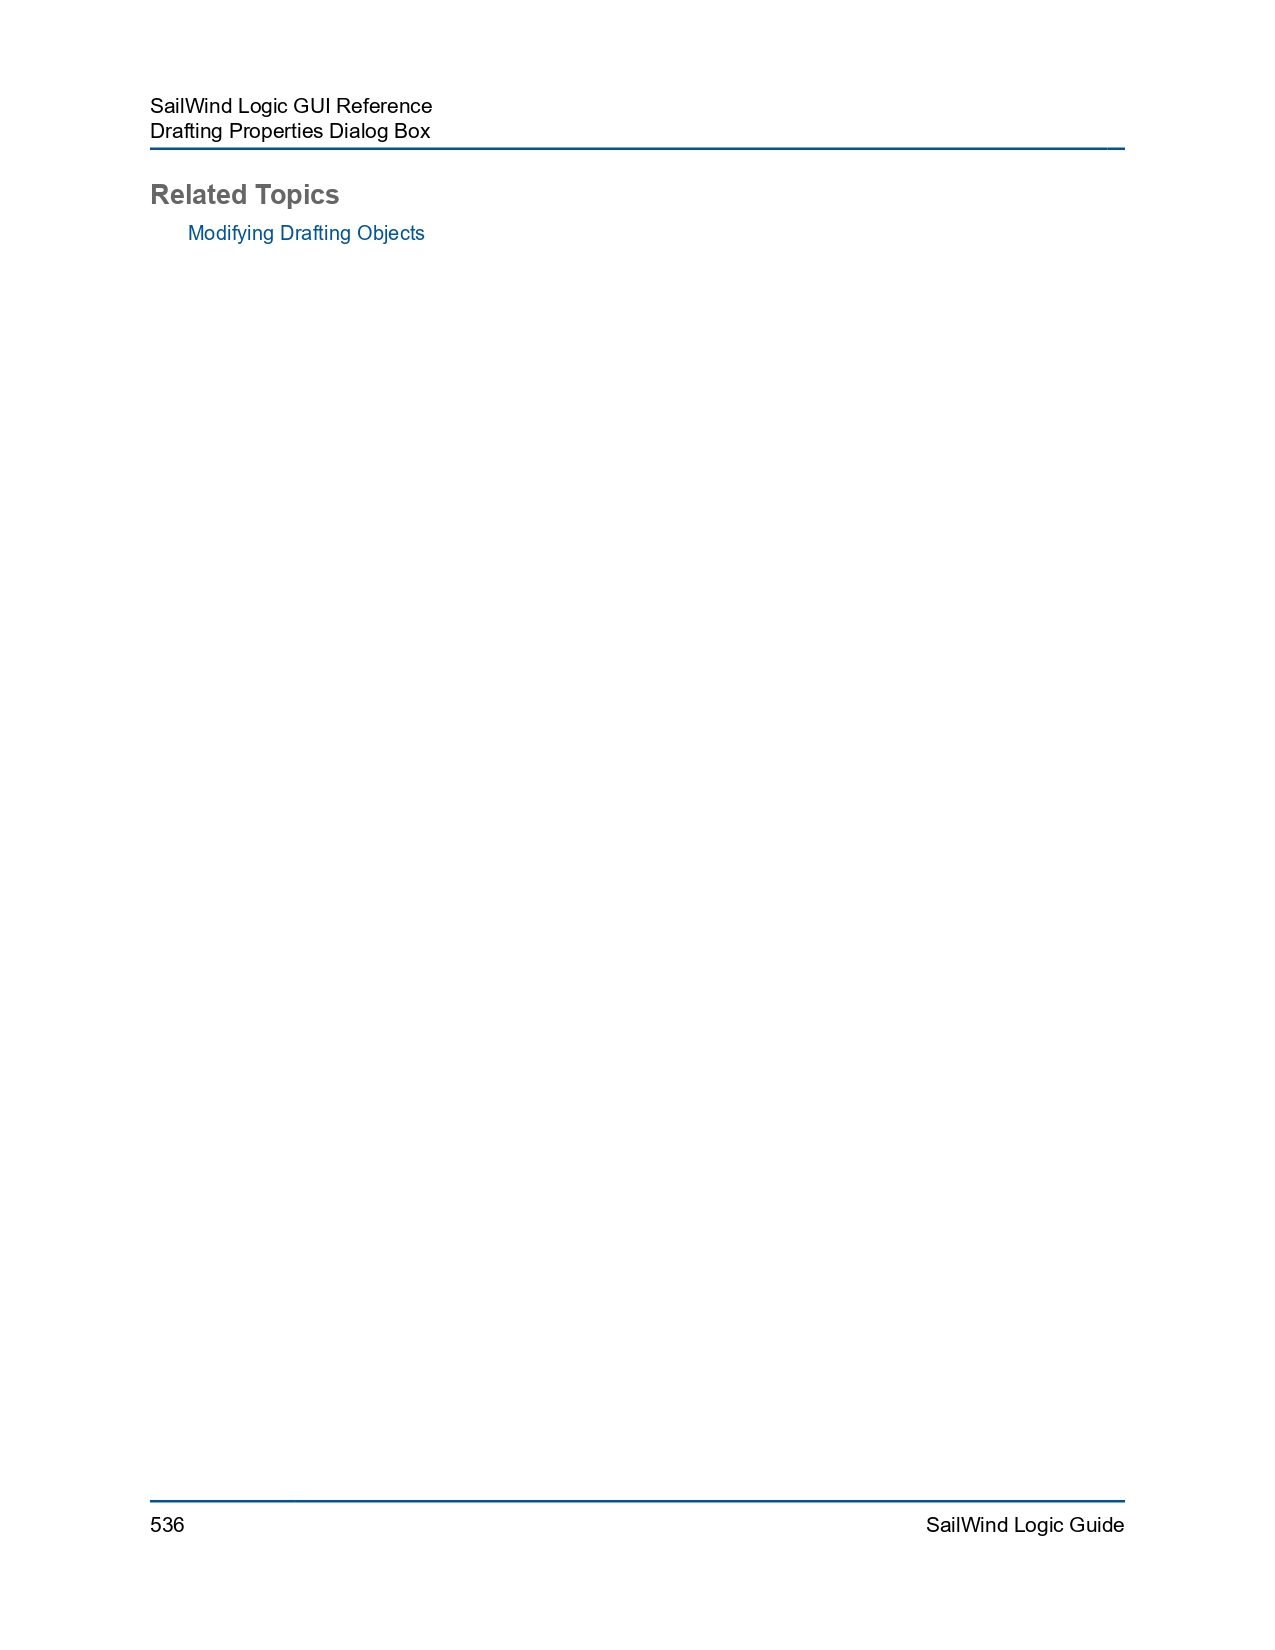 SailWind Logic GUI Reference
Drafting Properties Dialog Box
Related Topics
Modifying Drafting Objects
536
SailWind Logic Guide